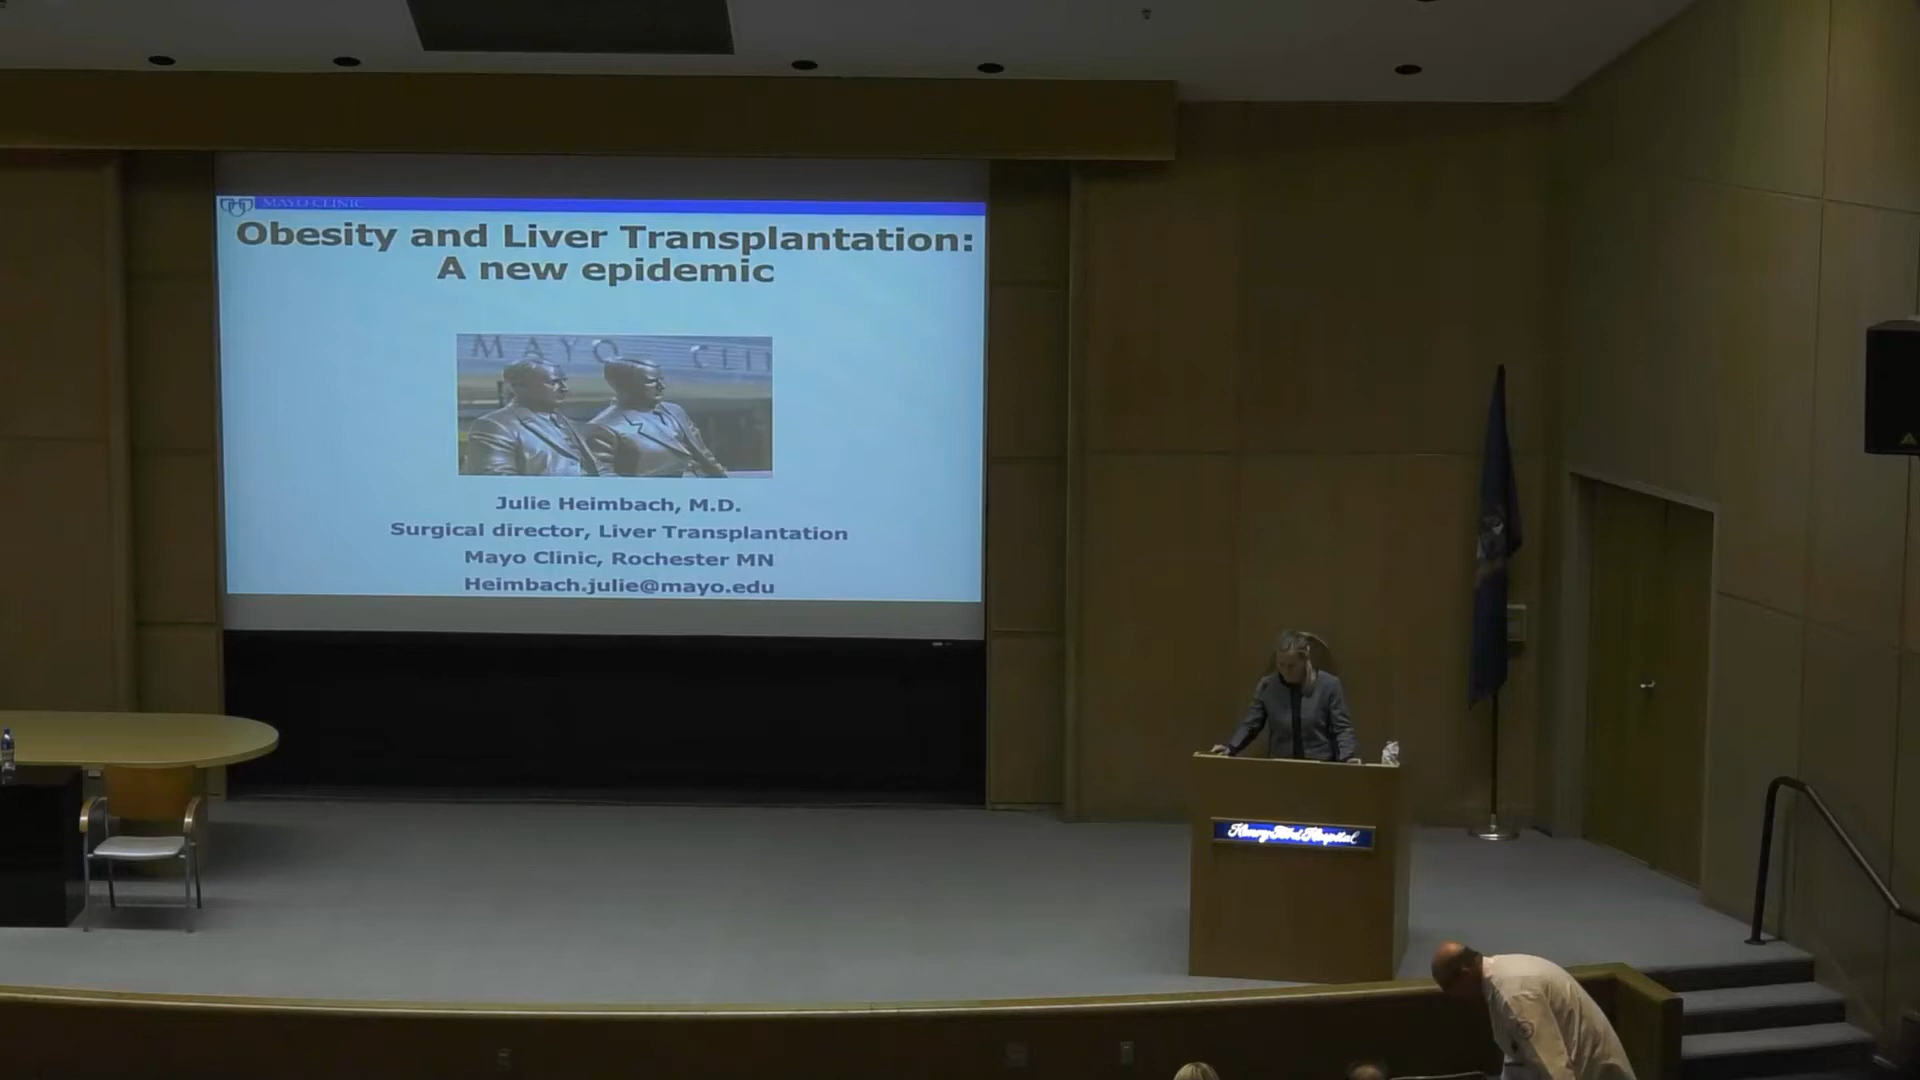 MAYO CLINIC
Obesity and Liver Transplantation:
A new epidemic
MAYO CLINI
Julie Heimbach, M.D.
Surgical director, Liver Transplantation
Mayo Clinic, Rochester MN
Heimbach.julie@mayo.edu
Henry Ford Hospital